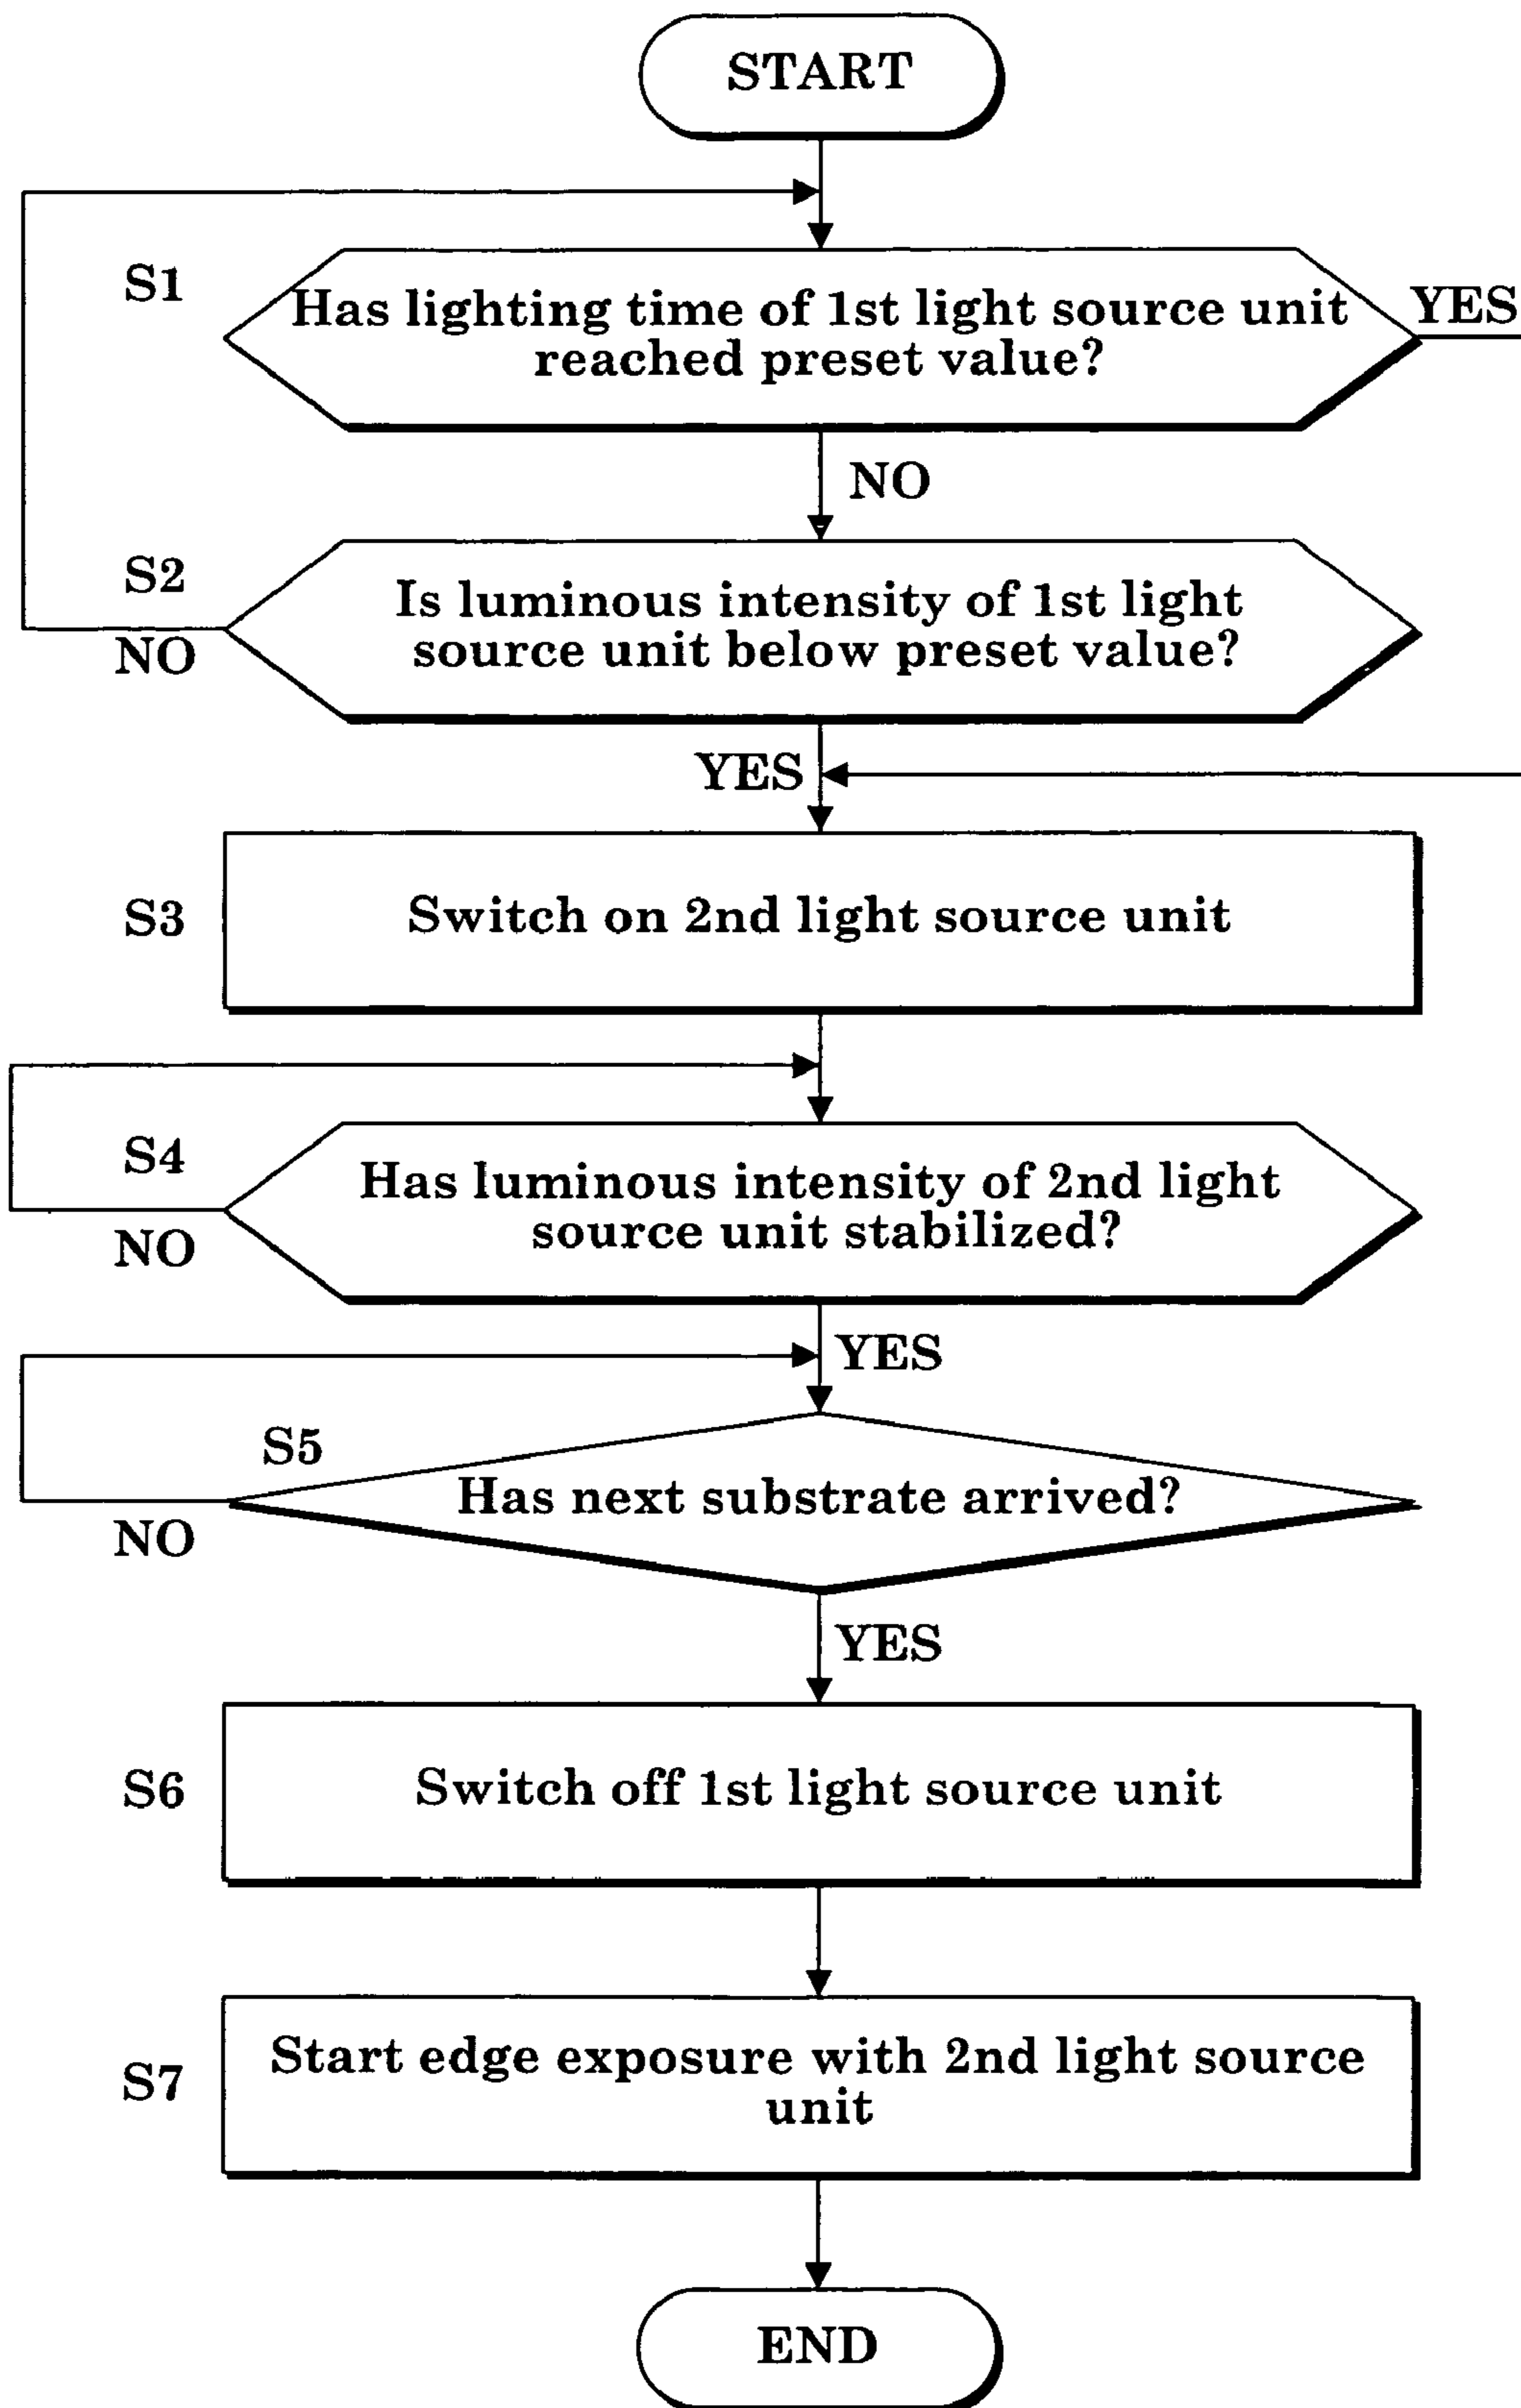 START
S1
Has lighting time of 1st light source unit
reached preset value?
YES
NO
S2
Is luminous intensity of 1st light
source unit below preset value?
NO
YES
S3
Switch on 2nd light source unit
S4
Has luminous intensity of 2nd light
source unit stabilized?
NO
YES
S5
Has next substrate arrived?
NO
YES
S6
Switch off 1st light source unit
S7
Start edge exposure with 2nd light source
unit
END